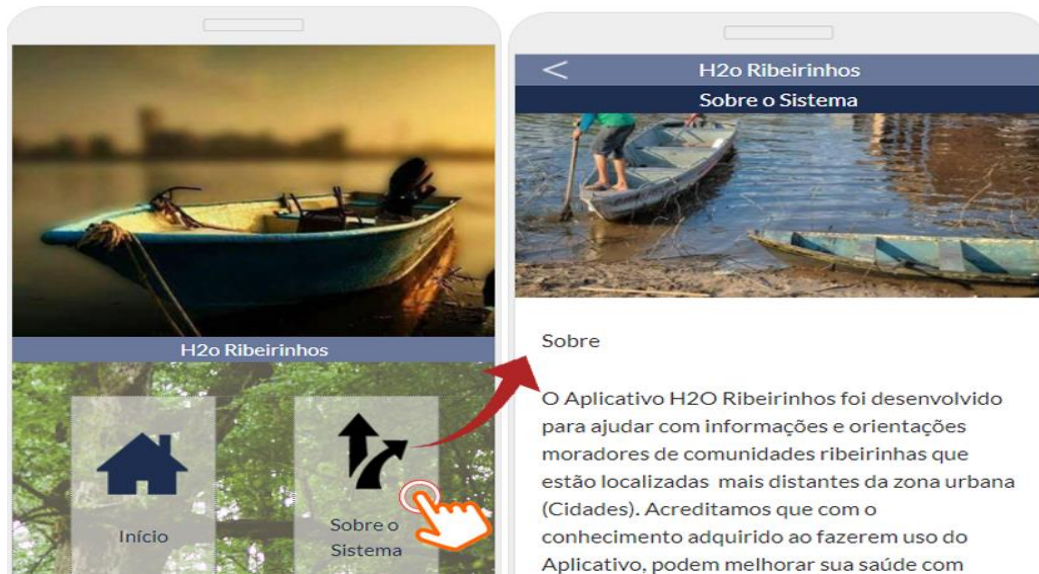 H2o Ribeirinhos
Início
Sobre o
Sistema
<
H2o Ribeirinhos
Sobre o Sistema
Sobre
O Aplicativo H2O Ribeirinhos foi desenvolvido
para ajudar com informações e orientações
moradores de comunidades ribeirinhas que
estão localizadas mais distantes da zona urbana
(Cidades). Acreditamos que com o
conhecimento adquirido ao fazerem uso do
Aplicativo, podem melhorar sua saúde com